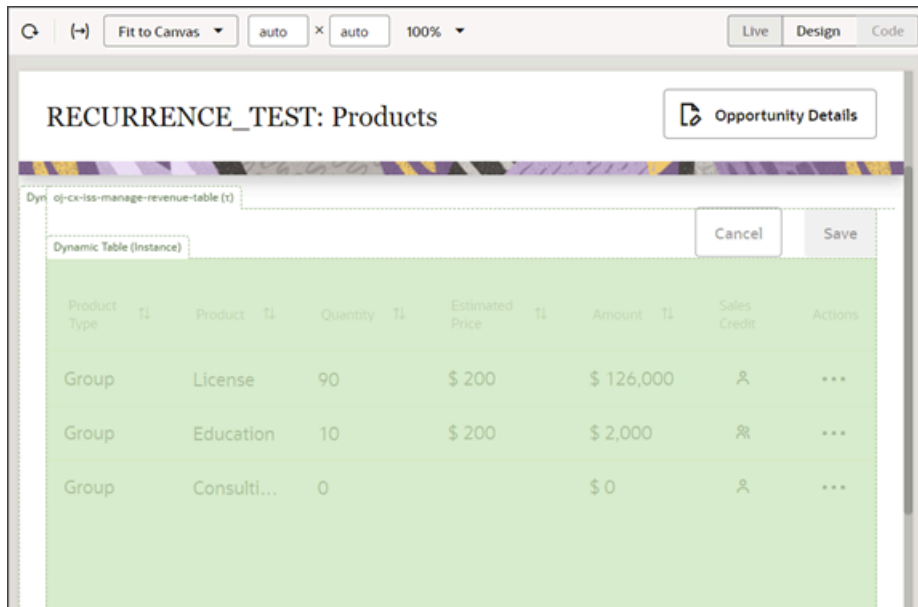 Fit to Canvas auto × auto 100% Live Design Code
RECURRENCE_TEST: Products Opportunity Details
Dyn oj-cx-iss-manage-revenue-table (τ)
Cancel Save
Dynamic Table (Instance)
Product Type Product Quantity Estimated Price Amount Sales Credit Actions
Group License 90 $ 200 $ 126,000
Group Education 10 $ 200 $ 2,000
Group Consulti... 0 $ 0